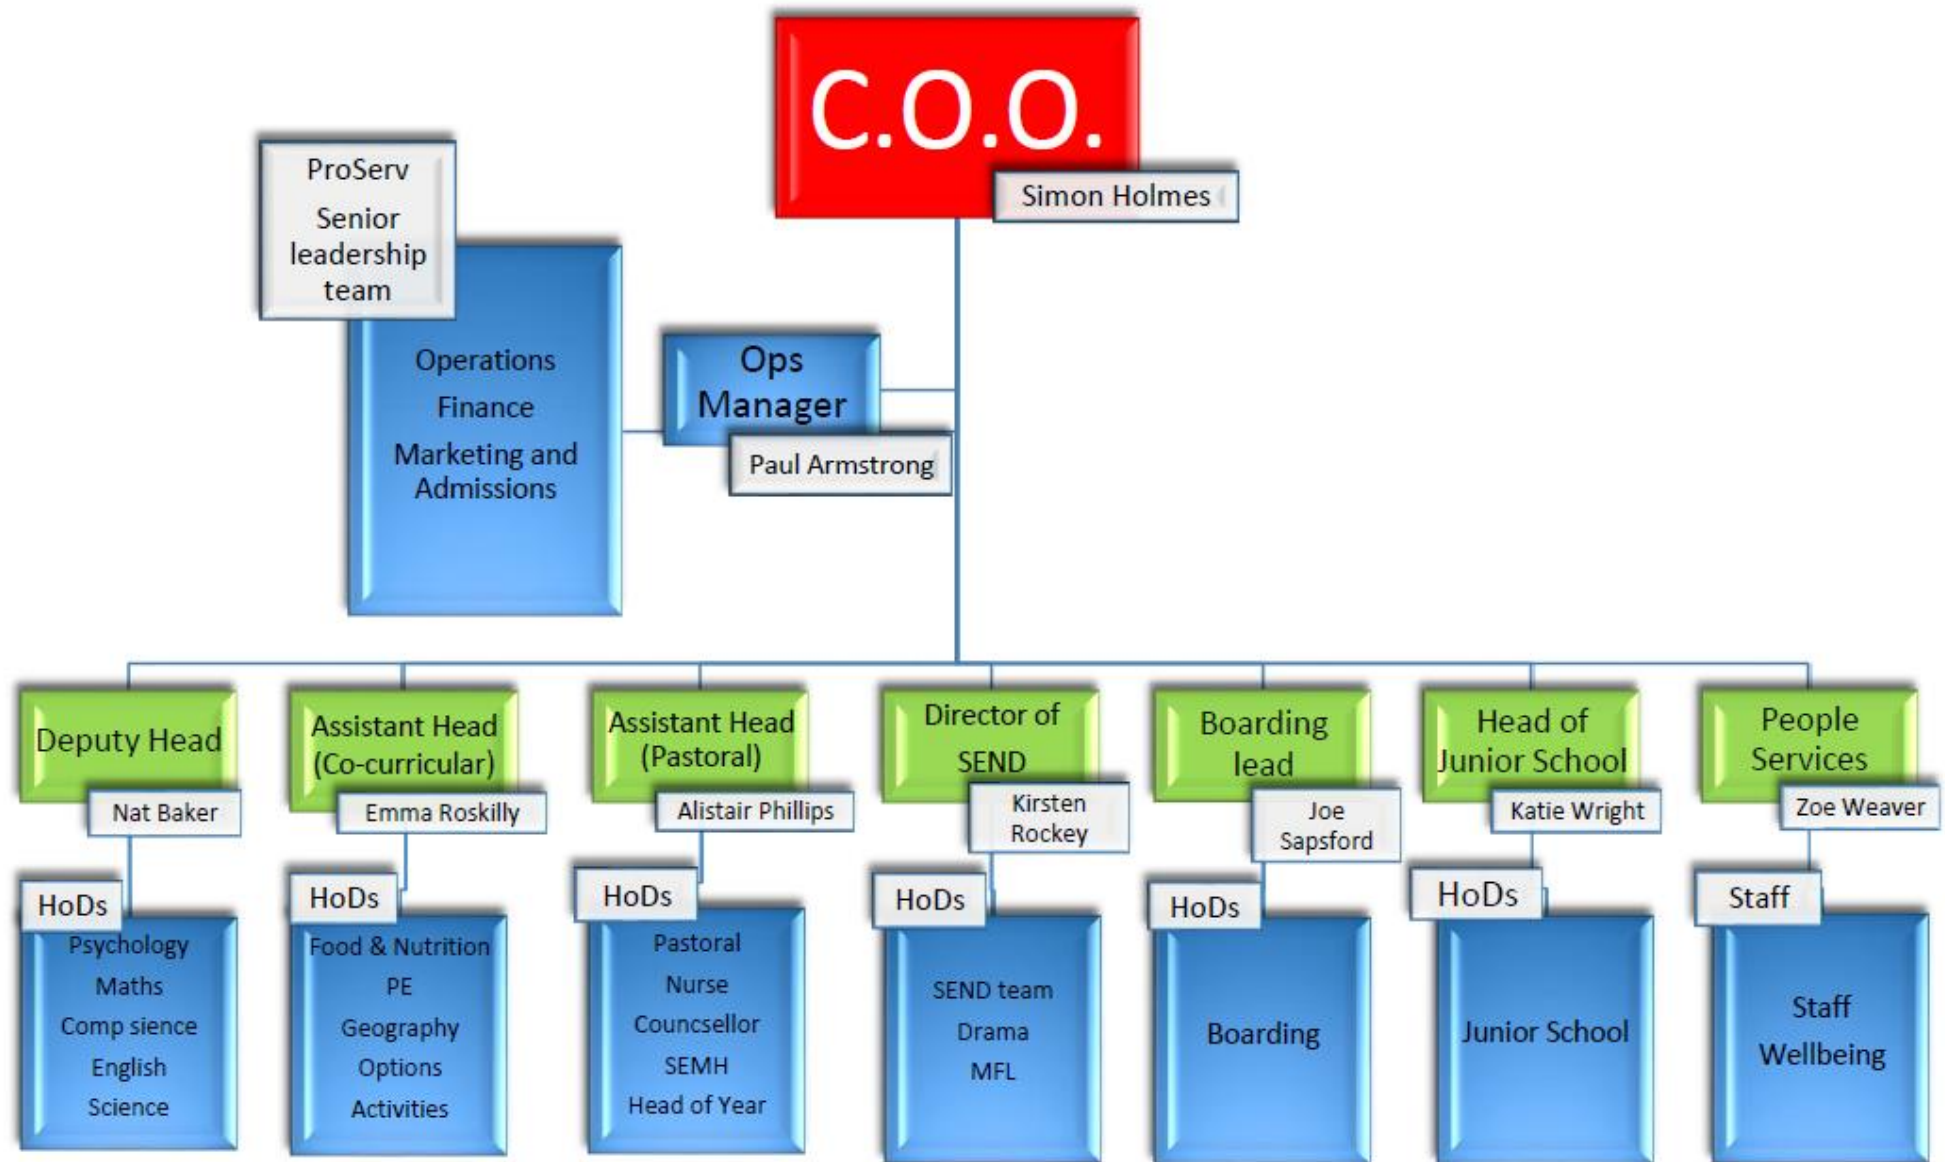 C.O.O.
Simon Holmes
ProServ
Senior
leadership
team
Operations
Finance
Marketing and
Admissions
Ops
Manager
Paul Armstrong
Deputy Head
Nat Baker
HoDs
Psychology
Maths
Comp sience
English
Science
Assistant Head
(Co-curricular)
Emma Roskilly
HoDs
Food & Nutrition
PE
Geography
Options
Activities
Assistant Head
(Pastoral)
Alistair Phillips
HoDs
Pastoral
Nurse
Councsellor
SEMH
Head of Year
Director of
SEND
Kirsten
Rockey
HoDs
SEND team
Drama
MFL
Boarding
lead
Joe
Sapsford
HoDs
Boarding
Head of
Junior School
Katie Wright
HoDs
Junior School
People
Services
Zoe Weaver
Staff
Staff
Wellbeing